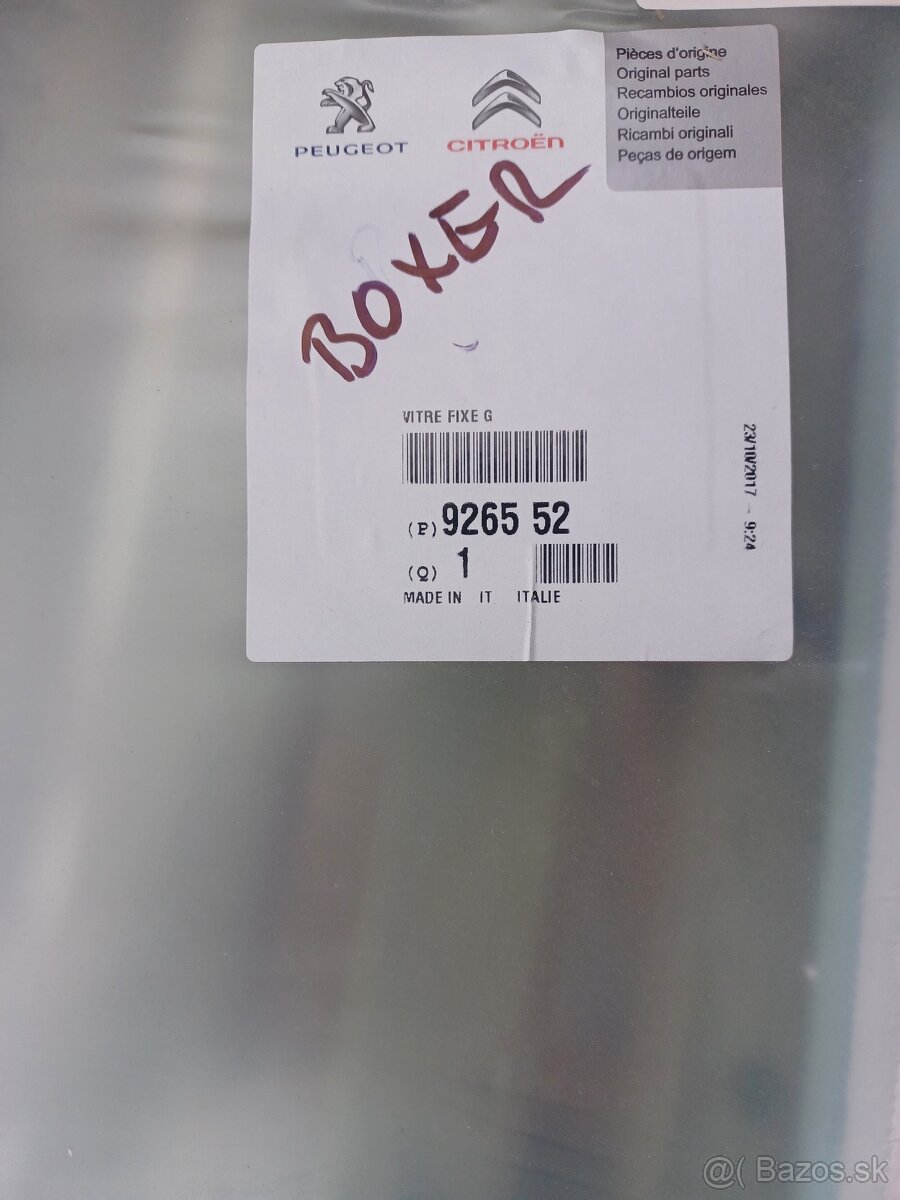 PEUGEOT
CITROËN
Pièces d'origine
Original parts
Recambios originales
Originalteile
Ricambi originali
Peças de origem
BOXER
VITRE FIXE G
(P) 9265 52
(Q) 1
MADE IN IT ITALIE
23/10/2017 - 9:24
@( Bazos.sk